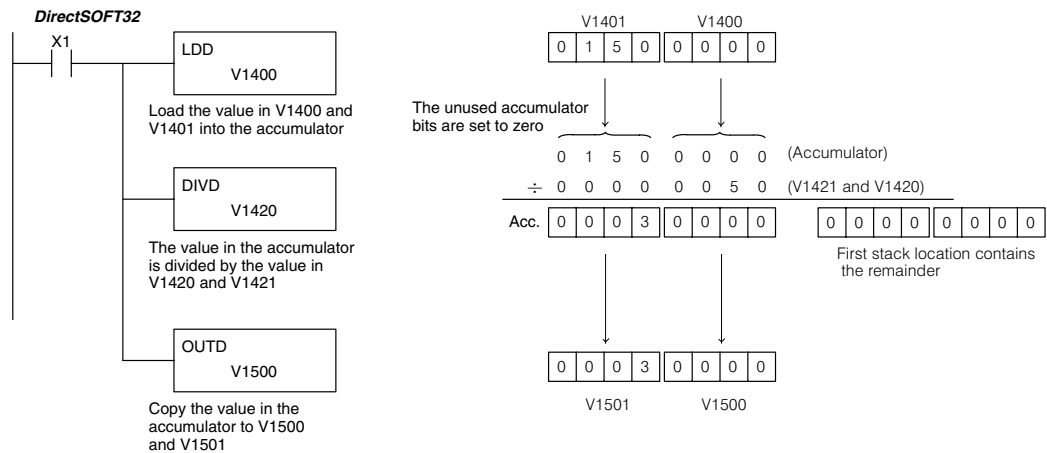 DirectSOFT32
X1
LDD
V1400
Load the value in V1400 and
V1401 into the accumulator
DIVD
V1420
The value in the accumulator
is divided by the value in
V1420 and V1421
OUTD
V1500
Copy the value in the
accumulator to V1500
and V1501
V1401 V1400
0 1 5 0 0 0 0 0
The unused accumulator
bits are set to zero
0 1 5 0 0 0 0 0 (Accumulator)
÷ 0 0 0 0 0 0 5 0 (V1421 and V1420)
Acc. 0 0 0 3 0 0 0 0 0 0 0 0 0 0 0 0
First stack location contains
the remainder
0 0 0 3 0 0 0 0
V1501 V1500